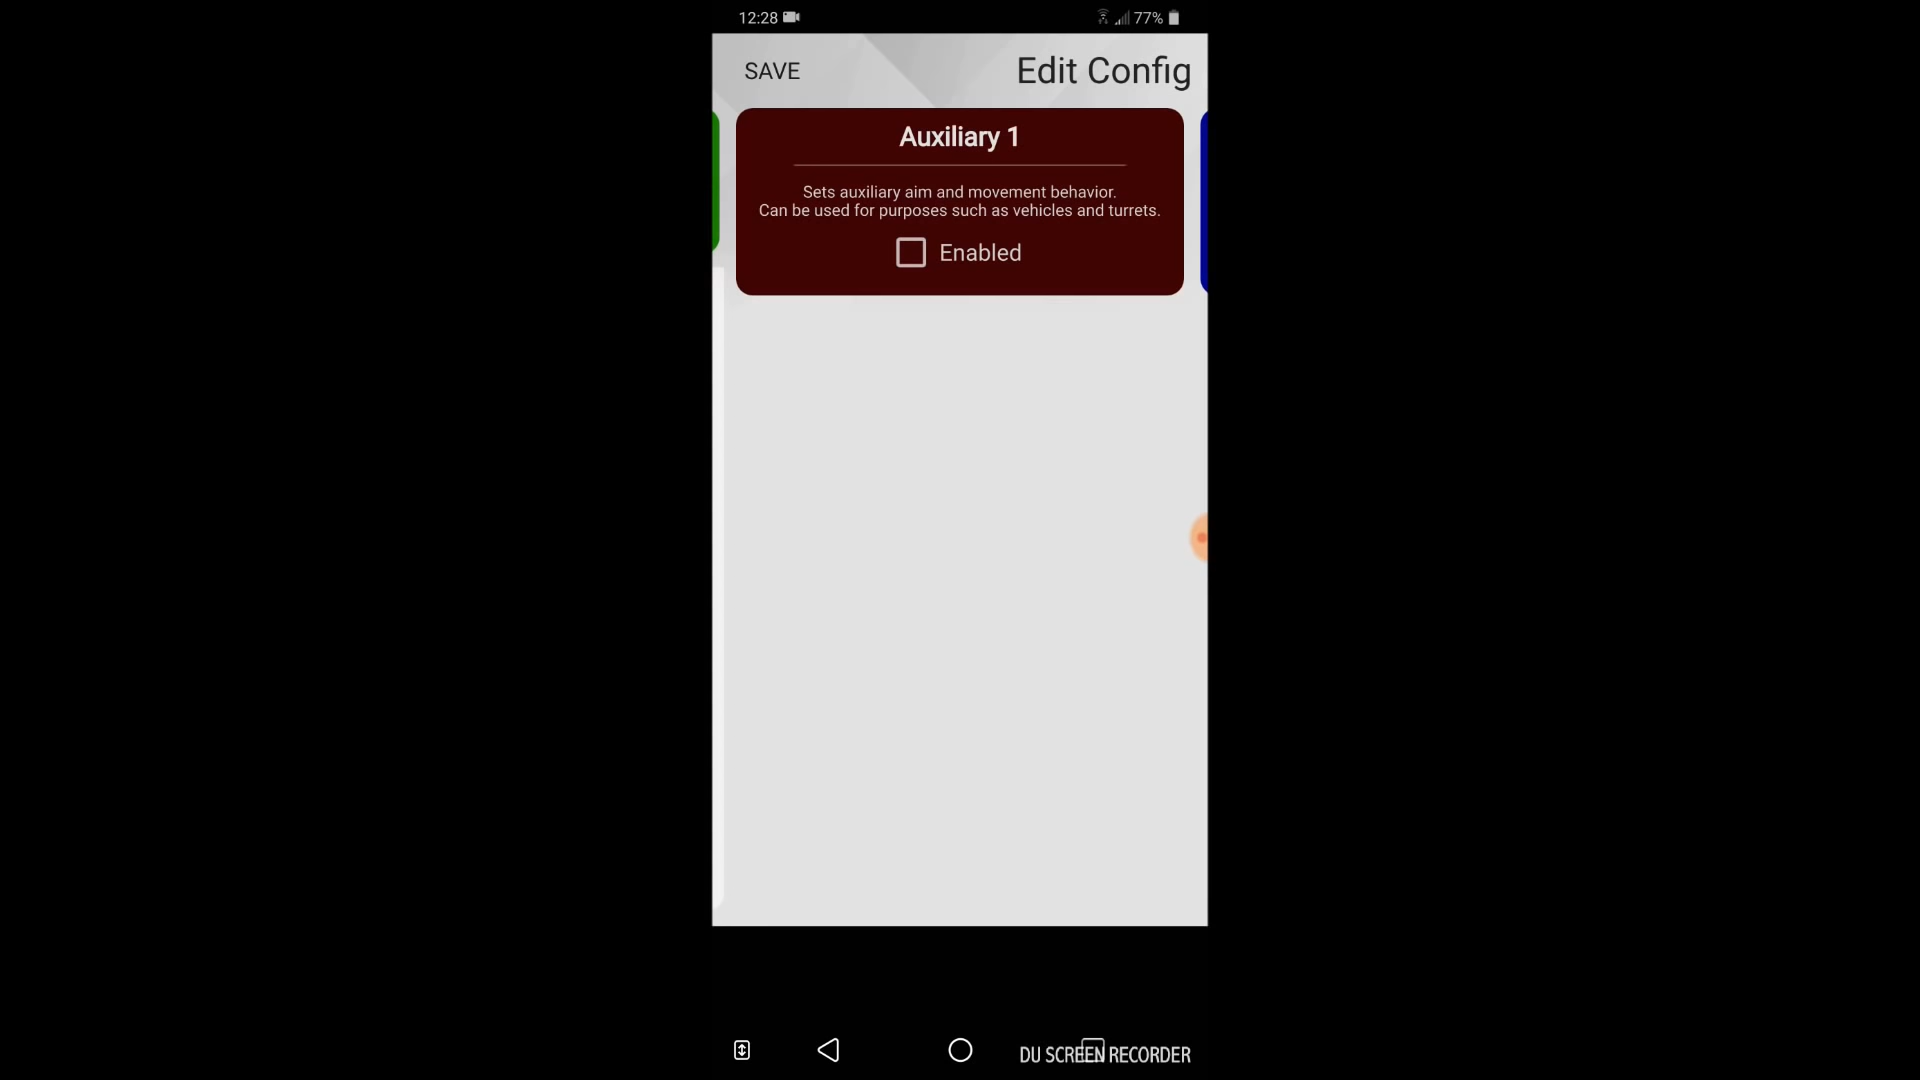 12:28
77%
SAVE
Edit Config
Auxiliary 1
Sets auxiliary aim and movement behavior.
Can be used for purposes such as vehicles and turrets.
Enabled
DU SCREEN RECORDER